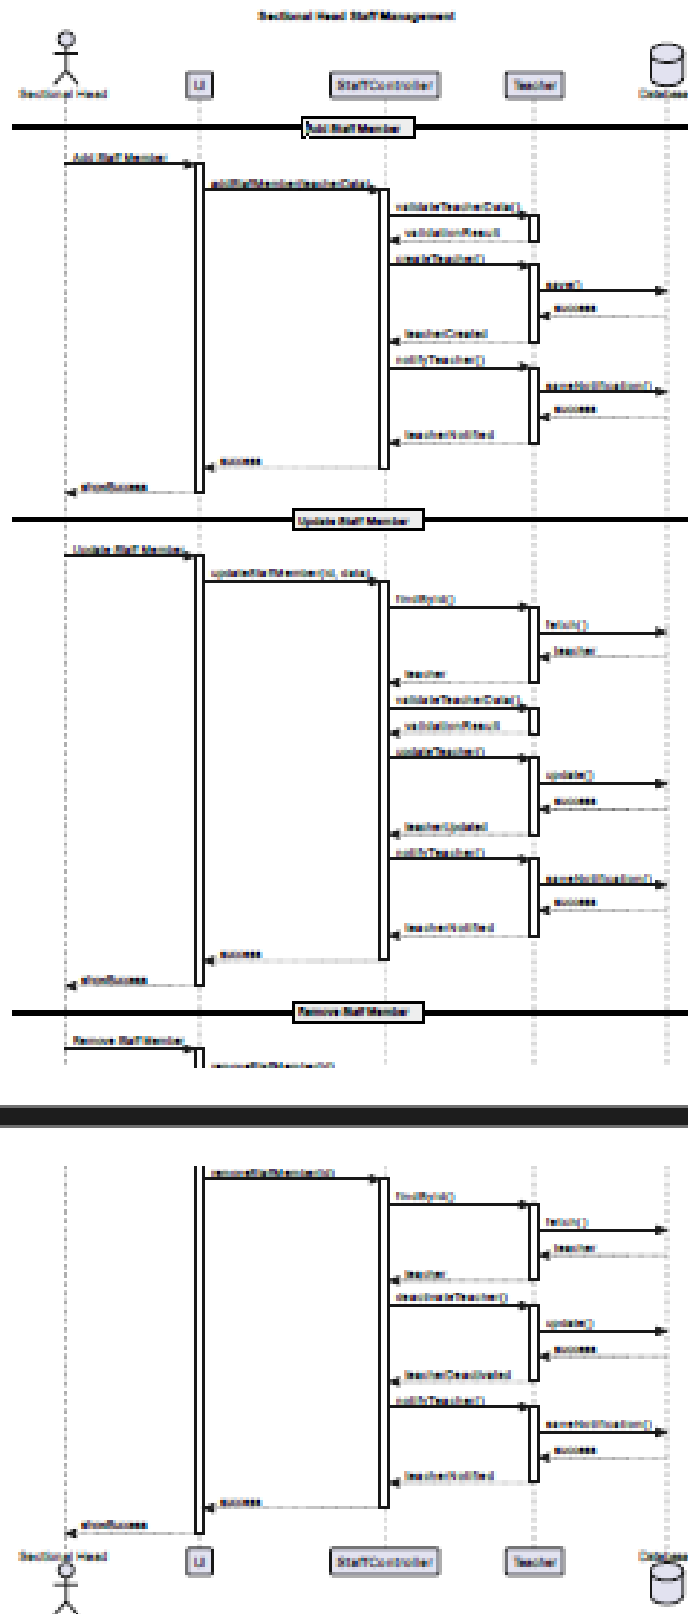 Sectional Head Staff Management
Sectional Head UI StaffController Teacher Database
Add Staff Member
Add Staff Member
addStaffMember(teacherData)
validateTeacherData()
validationResult
createTeacher()
save()
success
teacherCreated
notifyTeacher()
saveNotification()
success
teacherNotified
success
showSuccess
Update Staff Member
Update Staff Member
updateStaffMember(id, data)
findById()
fetch()
teacher
teacher
validateTeacherData()
validationResult
updateTeacher()
update()
success
teacherUpdated
notifyTeacher()
saveNotification()
success
teacherNotified
success
showSuccess
Remove Staff Member
Remove Staff Member
removeStaffMember(id)
removeStaffMember(id)
findById()
fetch()
teacher
teacher
deactivateTeacher()
update()
success
teacherDeactivated
notifyTeacher()
saveNotification()
success
teacherNotified
success
showSuccess
Sectional Head UI StaffController Teacher Database